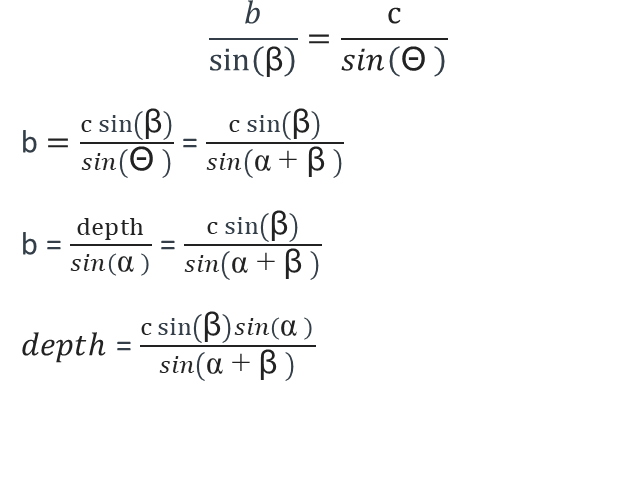 b/sin(β) = c/sin(Θ )
b = c sin(β)/sin(Θ ) = c sin(β)/sin(α + β )
b = depth/sin(α ) = c sin(β)/sin(α + β )
depth = c sin(β)sin(α )/sin(α + β )